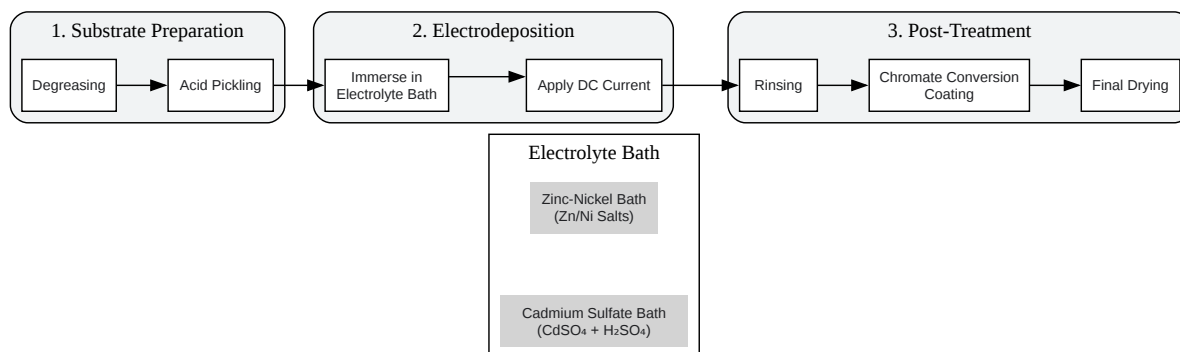 1. Substrate Preparation
Degreasing
Acid Pickling
2. Electrodeposition
Immerse in
Electrolyte Bath
Apply DC Current
3. Post-Treatment
Rinsing
Chromate Conversion
Coating
Final Drying
Electrolyte Bath
Zinc-Nickel Bath
(Zn/Ni Salts)
Cadmium Sulfate Bath
(CdSO₄ + H₂SO₄)